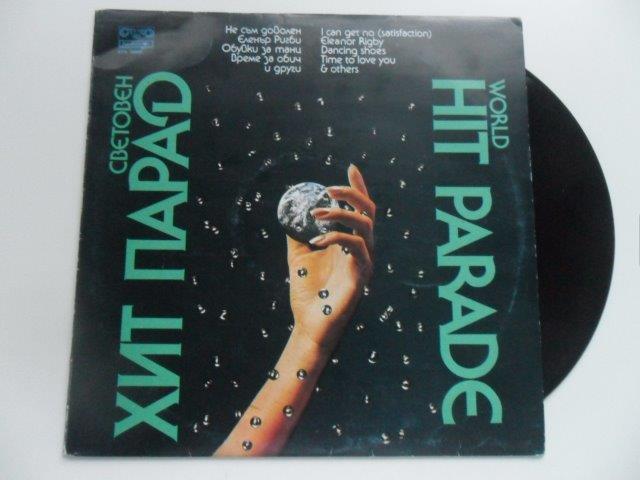 Не съм доволен
Еленър Ригби
Обувки за танц
Време за обич
и други
I can get no (satisfaction)
Eleanor Rigby
Dancing shoes
Time to love you
& others
СВЕТОВЕН
ХИТ ПАРАД
WORLD
HIT PARADE